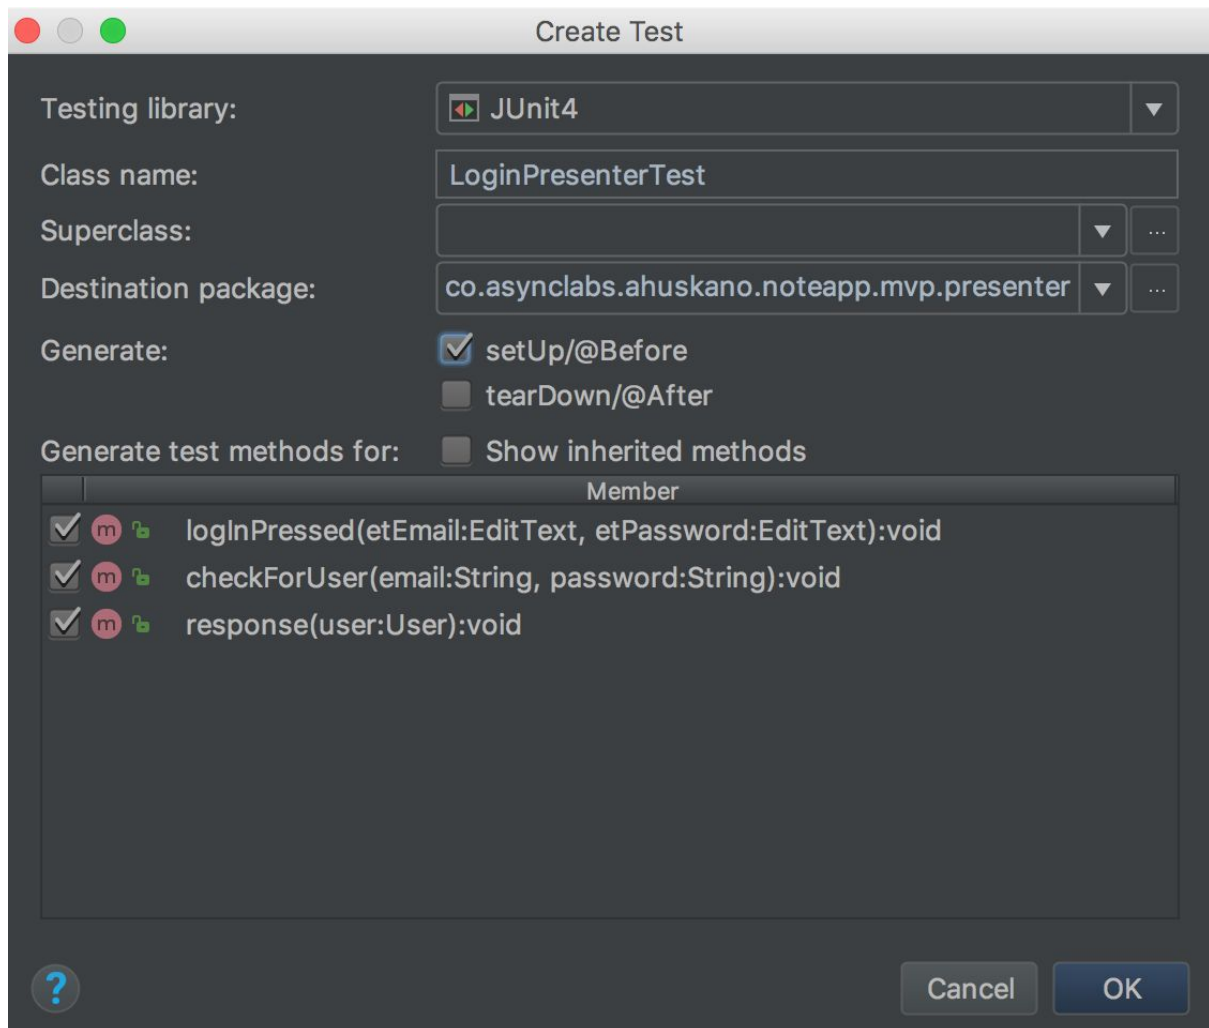 Create Test
Testing library: JUnit4
Class name: LoginPresenterTest
Superclass: ...
Destination package: co.asynclabs.ahuskano.noteapp.mvp.presenter ...
Generate: setUp/@Before
tearDown/@After
Generate test methods for: Show inherited methods
Member
m logInPressed(etEmail:EditText, etPassword:EditText):void
m checkForUser(email:String, password:String):void
m response(user:User):void
? Cancel OK